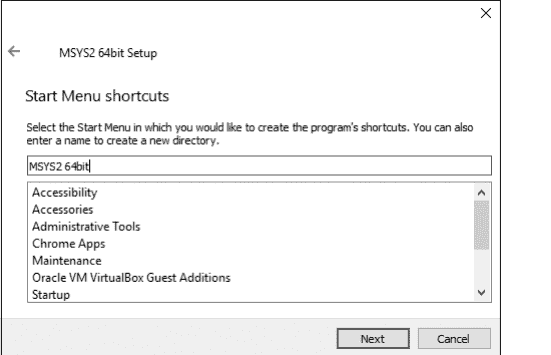 MSYS2 64bit Setup
Start Menu shortcuts
Select the Start Menu in which you would like to create the program's shortcuts. You can also
enter a name to create a new directory.
MSYS2 64bit
Accessibility
Accessories
Administrative Tools
Chrome Apps
Maintenance
Oracle VM VirtualBox Guest Additions
Startup
Next
Cancel